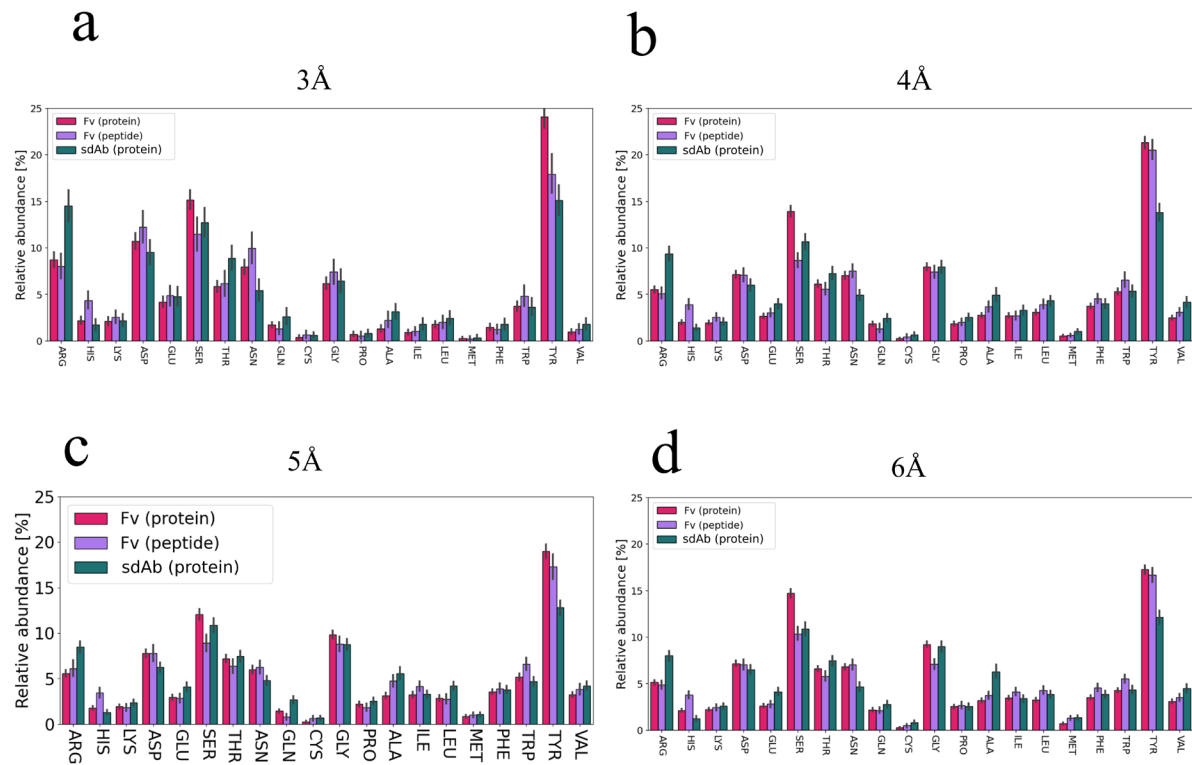 a
3Å
Relative abundance [%]
25
20
15
10
5
0
Fv (protein)
Fv (peptide)
sdAb (protein)
ARG HIS LYS ASP GLU SER THR ASN GLN CYS GLY PRO ALA ILE LEU MET PHE TRP TYR VAL
b
4Å
Relative abundance [%]
25
20
15
10
5
0
Fv (protein)
Fv (peptide)
sdAb (protein)
ARG HIS LYS ASP GLU SER THR ASN GLN CYS GLY PRO ALA ILE LEU MET PHE TRP TYR VAL
c
5Å
Relative abundance [%]
25
20
15
10
5
0
Fv (protein)
Fv (peptide)
sdAb (protein)
ARG HIS LYS ASP GLU SER THR ASN GLN CYS GLY PRO ALA ILE LEU MET PHE TRP TYR VAL
d
6Å
Relative abundance [%]
25
20
15
10
5
0
Fv (protein)
Fv (peptide)
sdAb (protein)
ARG HIS LYS ASP GLU SER THR ASN GLN CYS GLY PRO ALA ILE LEU MET PHE TRP TYR VAL